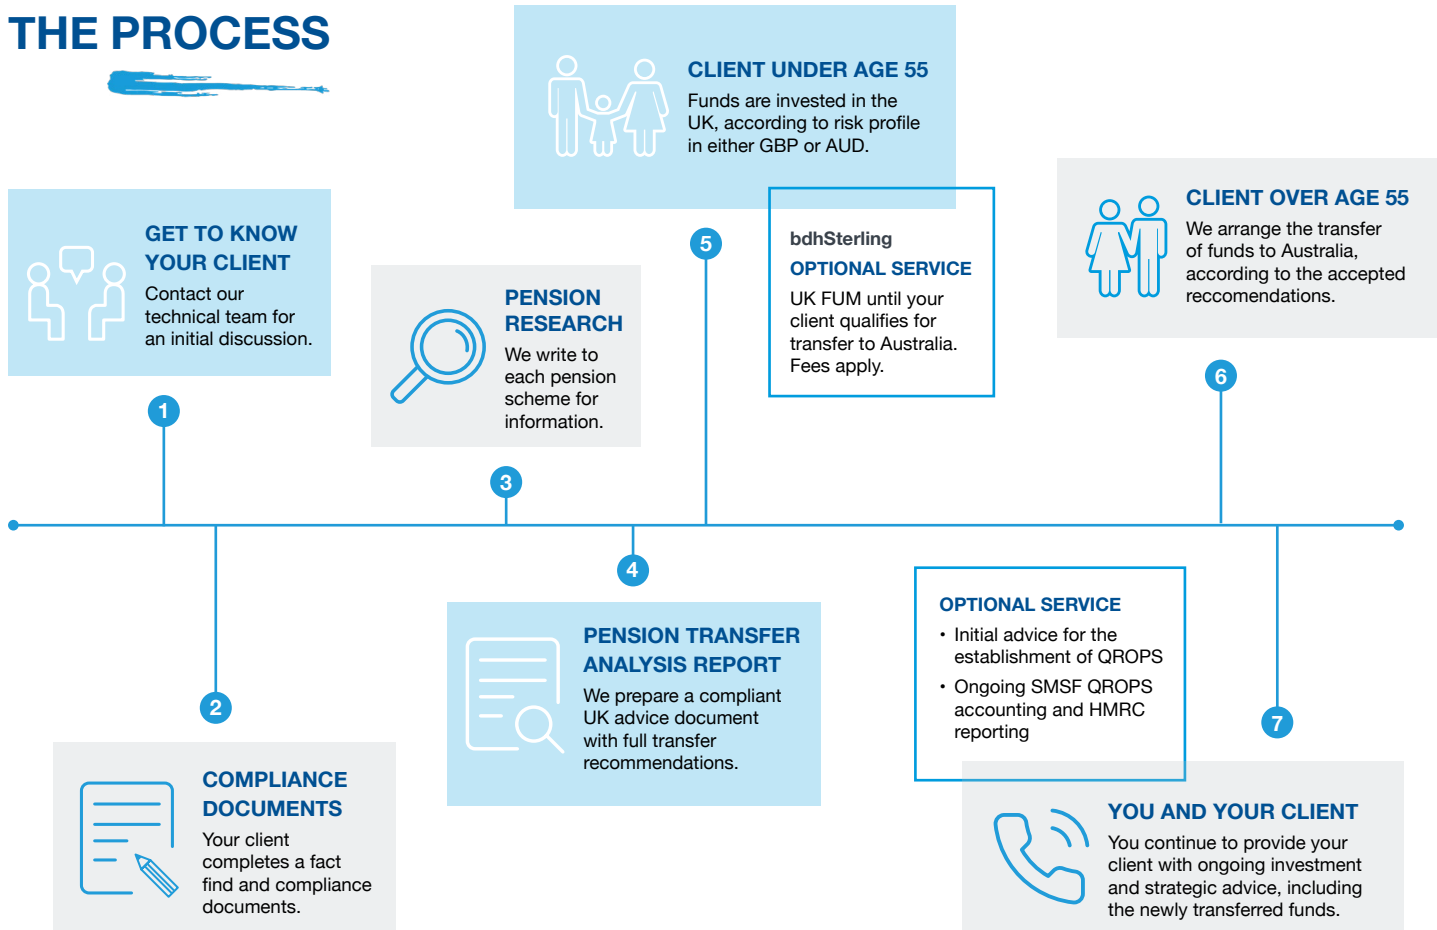 THE PROCESS
GET TO KNOW
YOUR CLIENT
Contact our
technical team for
an initial discussion.
1
2
COMPLIANCE
DOCUMENTS
Your client
completes a fact
find and compliance
documents.
PENSION
RESEARCH
We write to
each pension
scheme for
information.
3
4
PENSION TRANSFER
ANALYSIS REPORT
We prepare a compliant
UK advice document
with full transfer
recommendations.
CLIENT UNDER AGE 55
Funds are invested in the
UK, according to risk profile
in either GBP or AUD.
5
bdhSterling
OPTIONAL SERVICE
UK FUM until your
client qualifies for
transfer to Australia.
Fees apply.
CLIENT OVER AGE 55
We arrange the transfer
of funds to Australia,
according to the accepted
reccomendations.
6
OPTIONAL SERVICE
• Initial advice for the
establishment of QROPS
• Ongoing SMSF QROPS
accounting and HMRC
reporting
7
YOU AND YOUR CLIENT
You continue to provide your
client with ongoing investment
and strategic advice, including
the newly transferred funds.